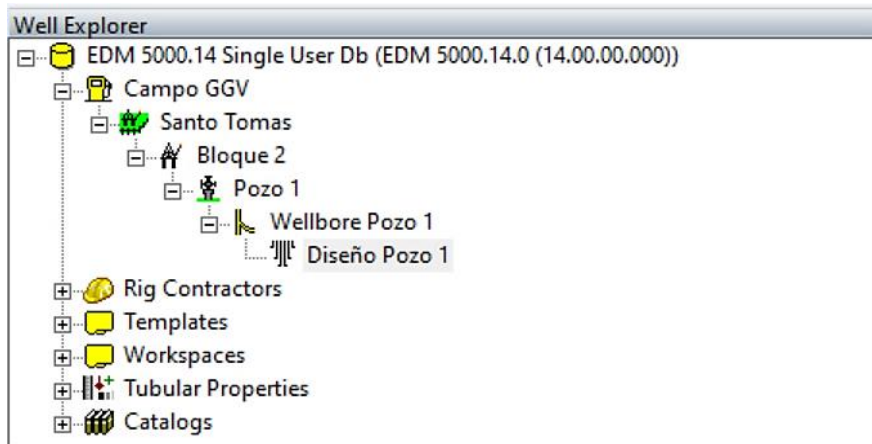 Well Explorer
EDM 5000.14 Single User Db (EDM 5000.14.0 (14.00.00.000))
Campo GGV
Santo Tomas
Bloque 2
Pozo 1
Wellbore Pozo 1
Diseño Pozo 1
Rig Contractors
Templates
Workspaces
Tubular Properties
Catalogs